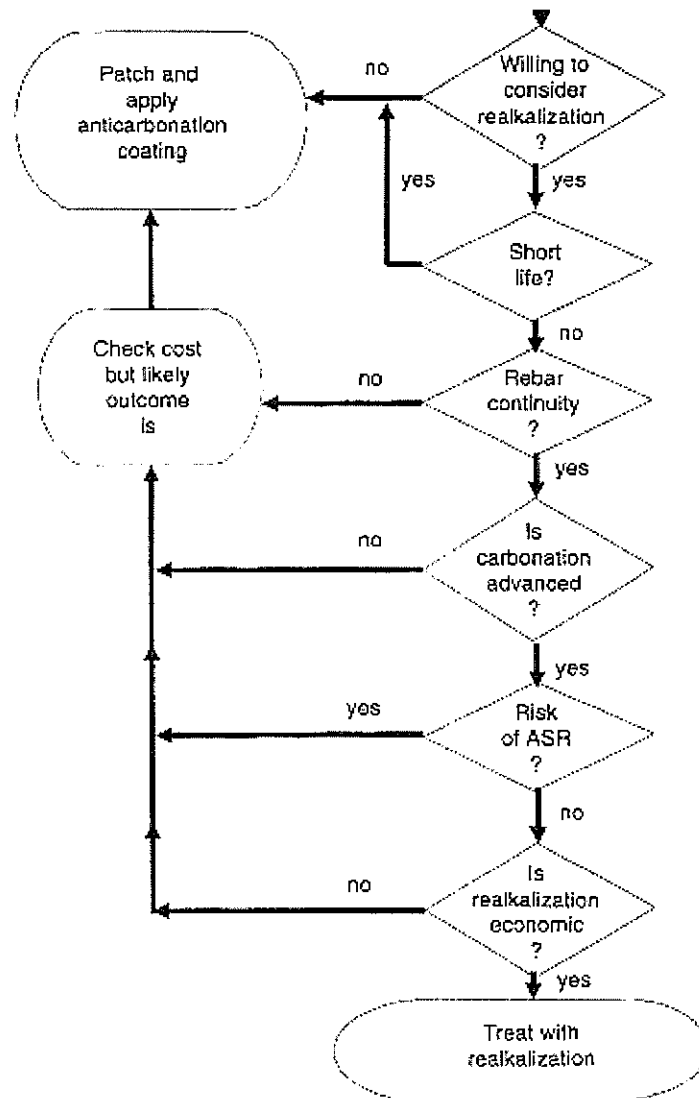 Patch and
apply
anticarbonation
coating
no
Willing to
consider
realkalization
?
yes
yes
Short
life?
no
Check cost
but likely
outcome
is
no
Rebar
continuity
?
yes
no
Is
carbonation
advanced
?
yes
yes
Risk
of ASR
?
no
no
Is
realkalization
economic
?
yes
Treat with
realkalization